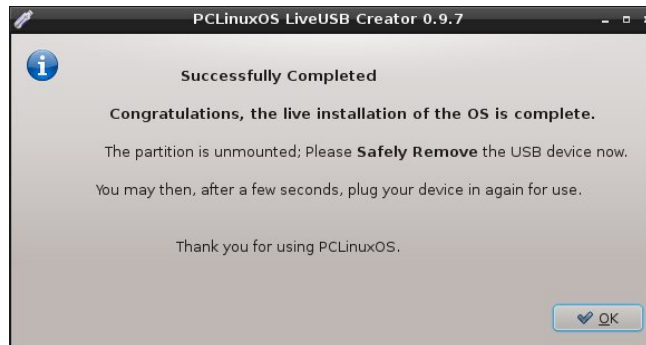 PCLinuxOS LiveUSB Creator 0.9.7
Successfully Completed
Congratulations, the live installation of the OS is complete.
The partition is unmounted; Please Safely Remove the USB device now.
You may then, after a few seconds, plug your device in again for use.
Thank you for using PCLinuxOS.
OK